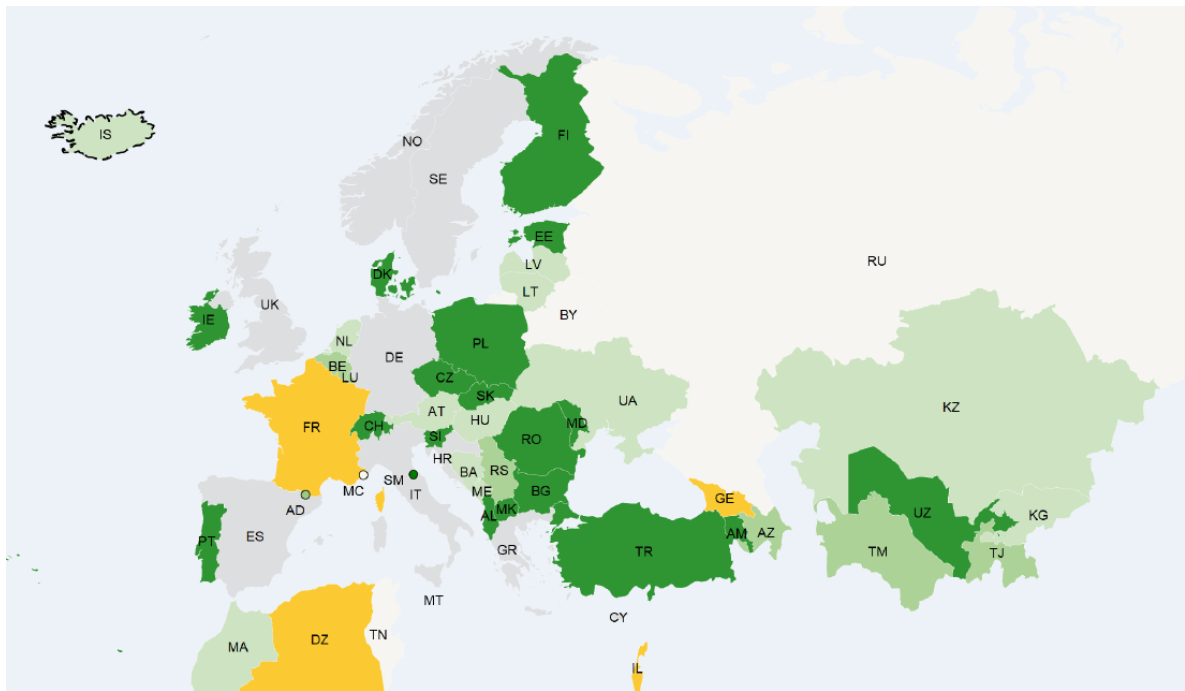 IS
NO
FI
SE
EE
LV
RU
DK
LT
UK
IE
BY
NL
PL
DE
BE
LU
CZ
SK
UA
KZ
AT
HU
FR
CH
MD
SI
RO
HR
BA
RS
SM
MC
IT
ME
BG
GE
AD
MK
AL
UZ
KG
PT
ES
AM
AZ
GR
TR
TM
TJ
MT
CY
TN
DZ
MA
IL